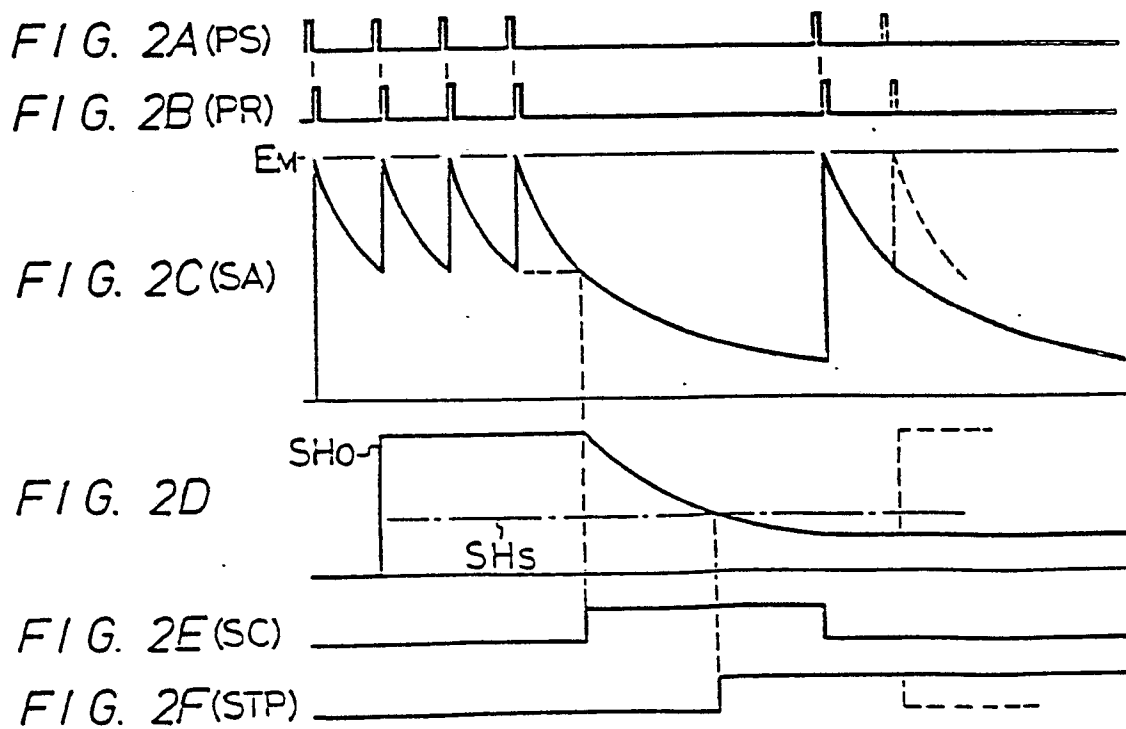 FIG. 2A (PS)
FIG. 2B (PR)
EM
FIG. 2C (SA)
SHO
FIG. 2D
SHS
FIG. 2E (SC)
FIG. 2F (STP)